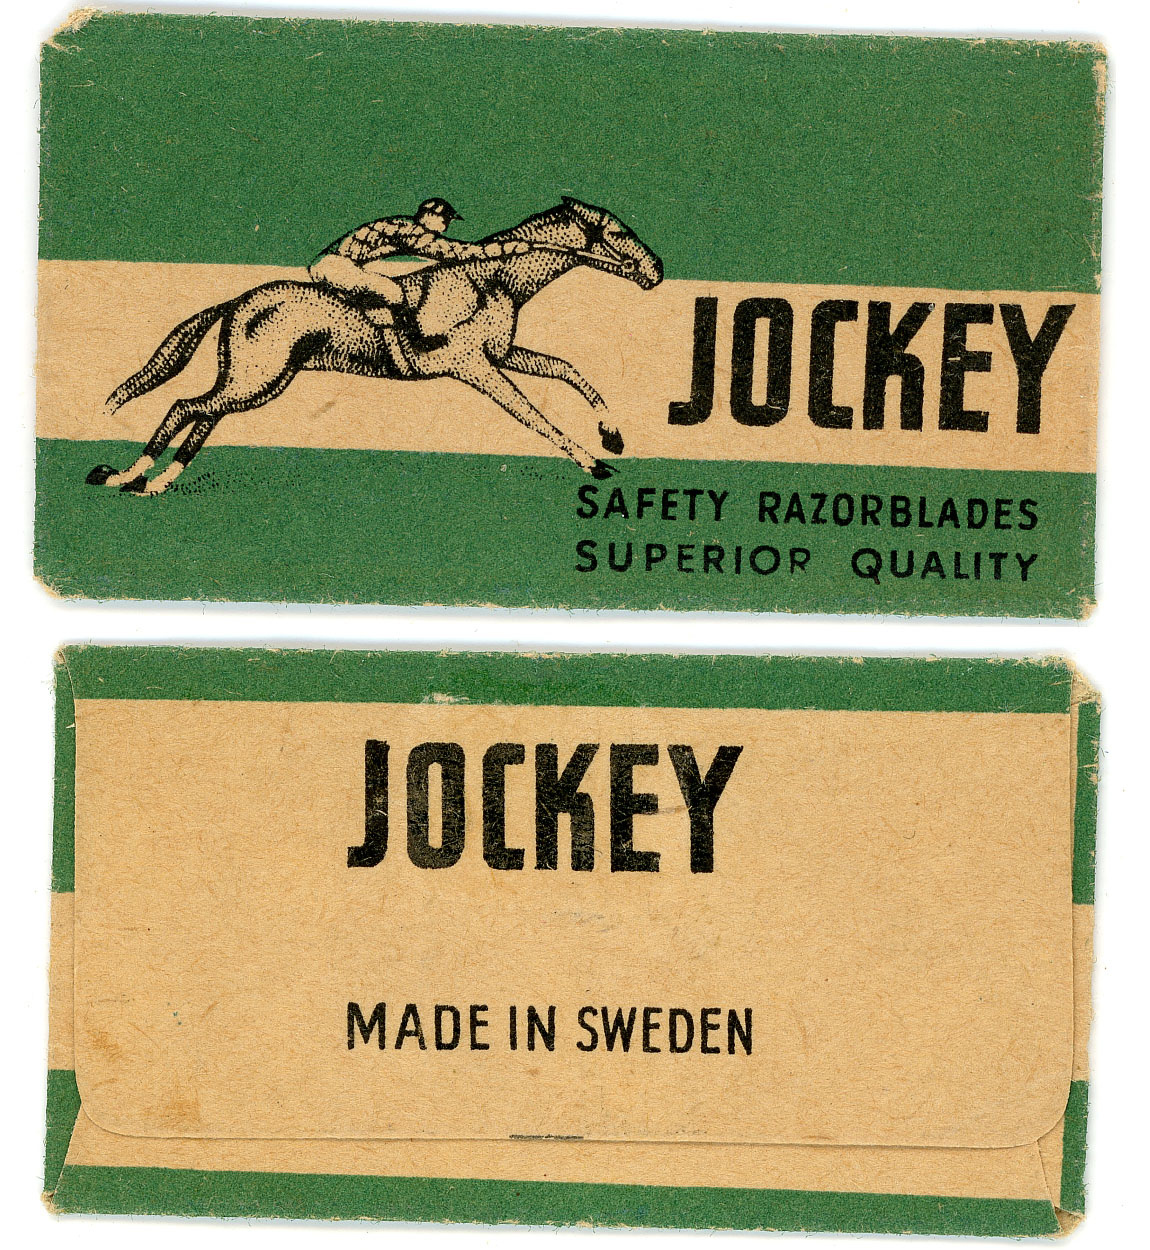 JOCKEY
SAFETY RAZORBLADES
SUPERIOR QUALITY
JOCKEY
MADE IN SWEDEN